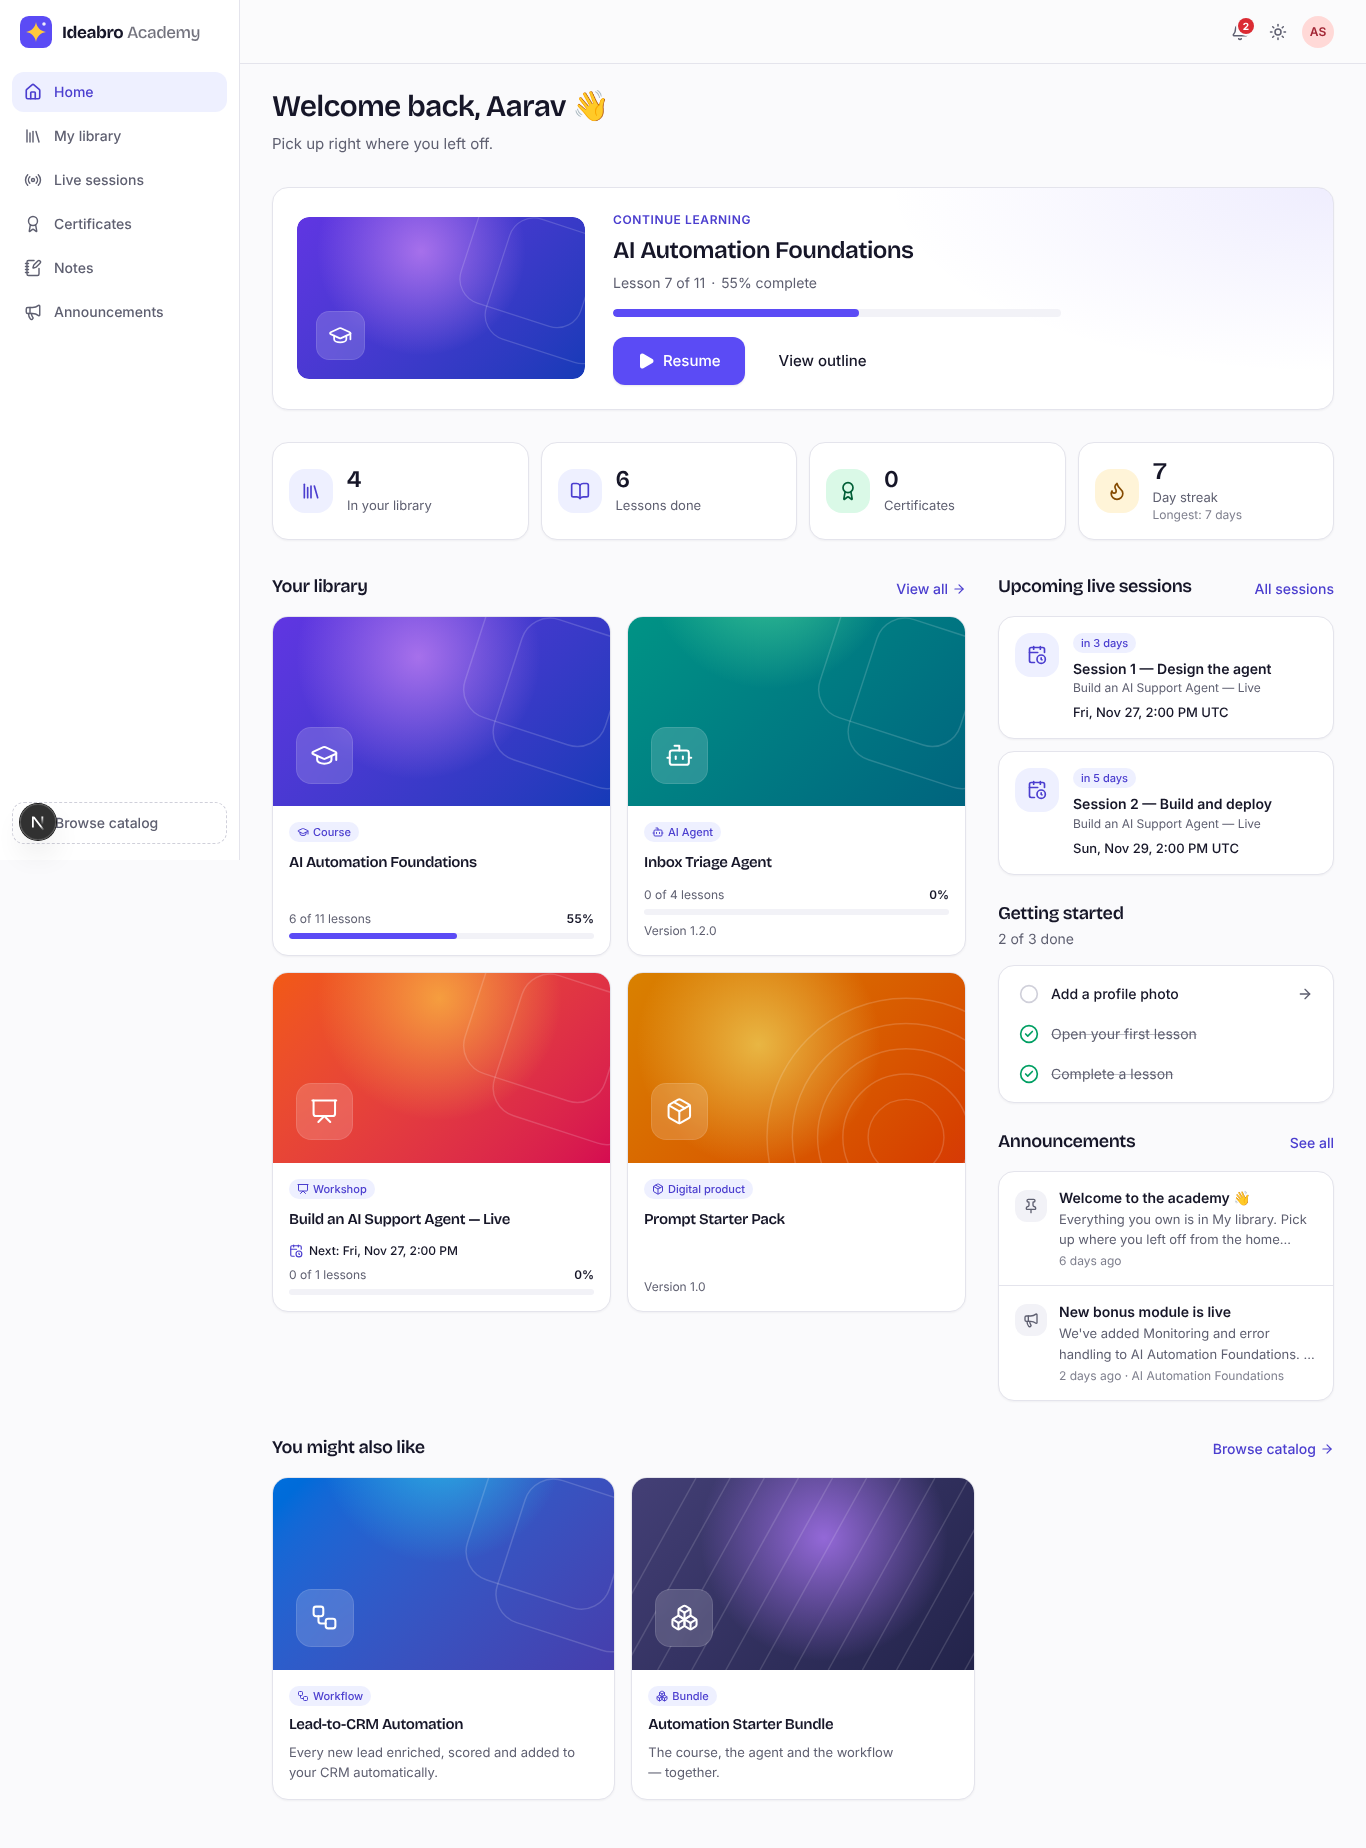 Ideabro Academy
Home
My library
Live sessions
Certificates
Notes
Announcements
N
Browse catalog
2
AS
Welcome back, Aarav 👋
Pick up right where you left off.
CONTINUE LEARNING
AI Automation Foundations
Lesson 7 of 11 · 55% complete
Resume
View outline
4
In your library
6
Lessons done
0
Certificates
7
Day streak
Longest: 7 days
Your library
View all →
Course
AI Automation Foundations
6 of 11 lessons
55%
AI Agent
Inbox Triage Agent
0 of 4 lessons
0%
Version 1.2.0
Workshop
Build an AI Support Agent — Live
Next: Fri, Nov 27, 2:00 PM
0 of 1 lessons
0%
Digital product
Prompt Starter Pack
Version 1.0
Upcoming live sessions
All sessions
in 3 days
Session 1 — Design the agent
Build an AI Support Agent — Live
Fri, Nov 27, 2:00 PM UTC
in 5 days
Session 2 — Build and deploy
Build an AI Support Agent — Live
Sun, Nov 29, 2:00 PM UTC
Getting started
2 of 3 done
Add a profile photo
Open your first lesson
Complete a lesson
Announcements
See all
Welcome to the academy 👋
Everything you own is in My library. Pick
up where you left off from the home...
6 days ago
New bonus module is live
We've added Monitoring and error
handling to AI Automation Foundations. ...
2 days ago · AI Automation Foundations
You might also like
Browse catalog →
Workflow
Lead-to-CRM Automation
Every new lead enriched, scored and added to
your CRM automatically.
Bundle
Automation Starter Bundle
The course, the agent and the workflow
— together.